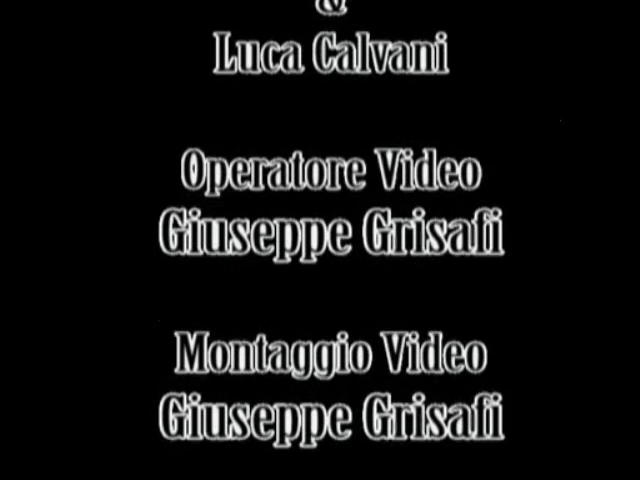 &
Luca Calvani
Operatore Video
Giuseppe Grisafi
Montaggio Video
Giuseppe Grisafi